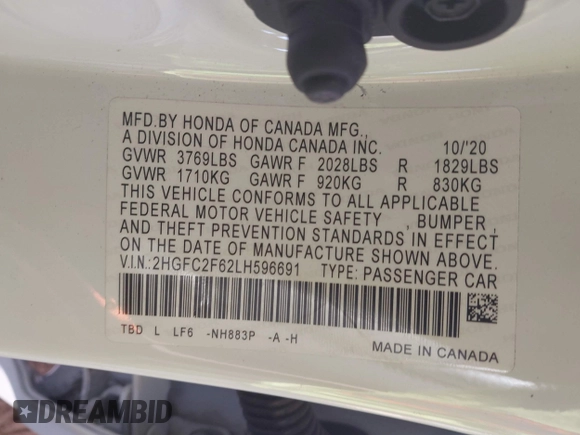 MFD.BY HONDA OF CANADA MFG.,
A DIVISION OF HONDA CANADA INC. 10/'20
GVWR 3769LBS GAWR F 2028LBS R 1829LBS
GVWR 1710KG GAWR F 920KG R 830KG
THIS VEHICLE CONFORMS TO ALL APPLICABLE
FEDERAL MOTOR VEHICLE SAFETY , BUMPER ,
AND THEFT PREVENTION STANDARDS IN EFFECT
ON THE DATE OF MANUFACTURE SHOWN ABOVE.
V.I.N.:2HGFC2F62LH596691 TYPE: PASSENGER CAR
TBD L LF6 -NH883P -A -H
MADE IN CANADA
DREAMBID